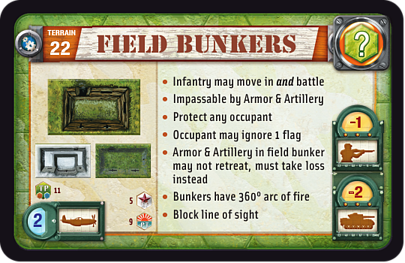 TERRAIN
22
FIELD BUNKERS
?
• Infantry may move in and battle
• Impassable by Armor & Artillery
• Protect any occupant
• Occupant may ignore 1 flag
• Armor & Artillery in field bunker
may not retreat, must take loss
instead
• Bunkers have 360º arc of fire
• Block line of sight
-1
-2
11
5
9
2